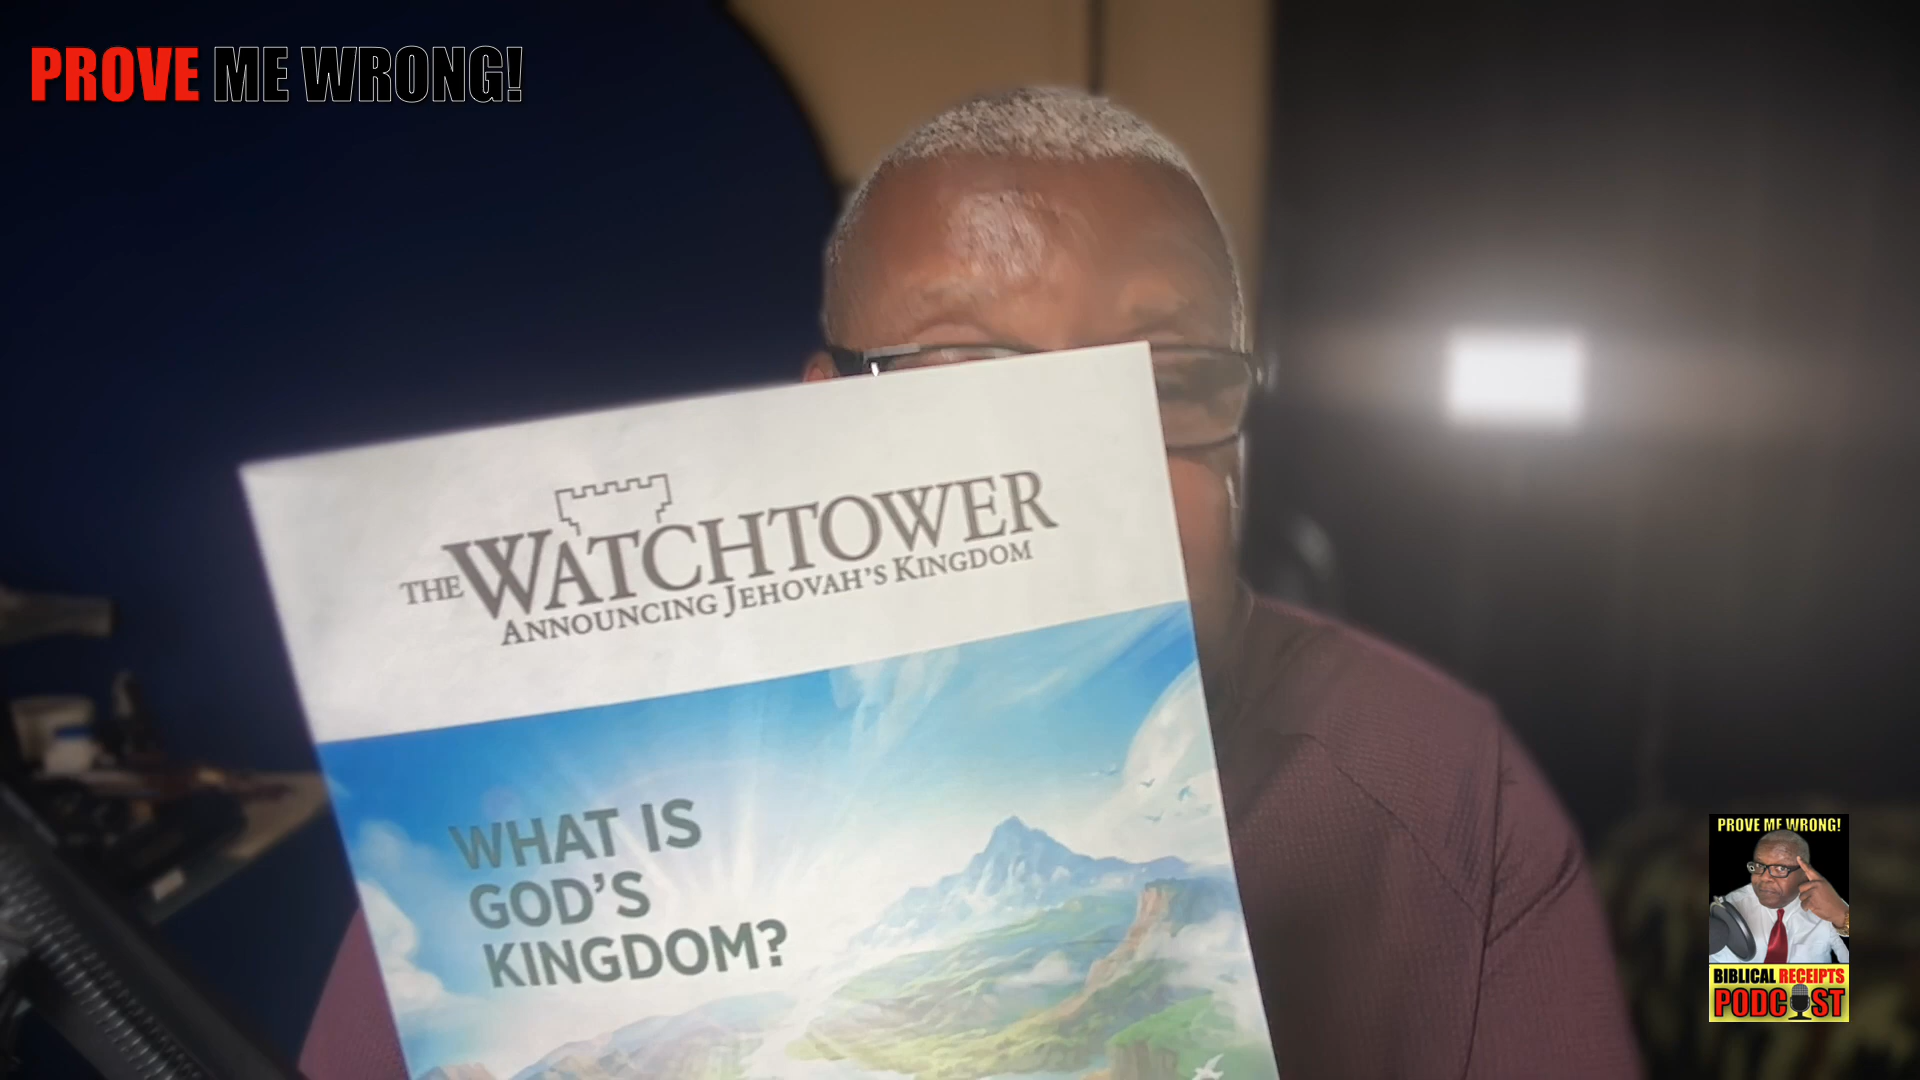 PROVE ME WRONG!
THE WATCHTOWER
ANNOUNCING JEHOVAH'S KINGDOM
WHAT IS
GOD'S
KINGDOM?
PROVE ME WRONG!
BIBLICAL RECEIPTS
PODCAST